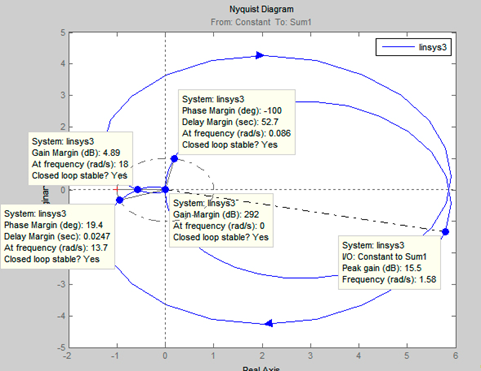 Nyquist Diagram
From: Constant To: Sum1
linsys3
System: linsys3
Phase Margin (deg): -100
Delay Margin (sec): 52.7
At frequency (rad/s): 0.086
Closed loop stable? Yes
System: linsys3
Gain Margin (dB): 4.89
At frequency (rad/s): 18
Closed loop stable? Yes
System: linsys3
Phase Margin (deg): 19.4
Delay Margin (sec): 0.0247
At frequency (rad/s): 13.7
Closed loop stable? Yes
System: linsys3
Gain Margin (dB): 292
At frequency (rad/s): 0
Closed loop stable? Yes
System: linsys3
I/O: Constant to Sum1
Peak gain (dB): 15.5
Frequency (rad/s): 1.58
5
4
3
2
1
0
-1
-2
-3
-4
-5
-2 -1 0 1 2 3 4 5 6
Real Axis